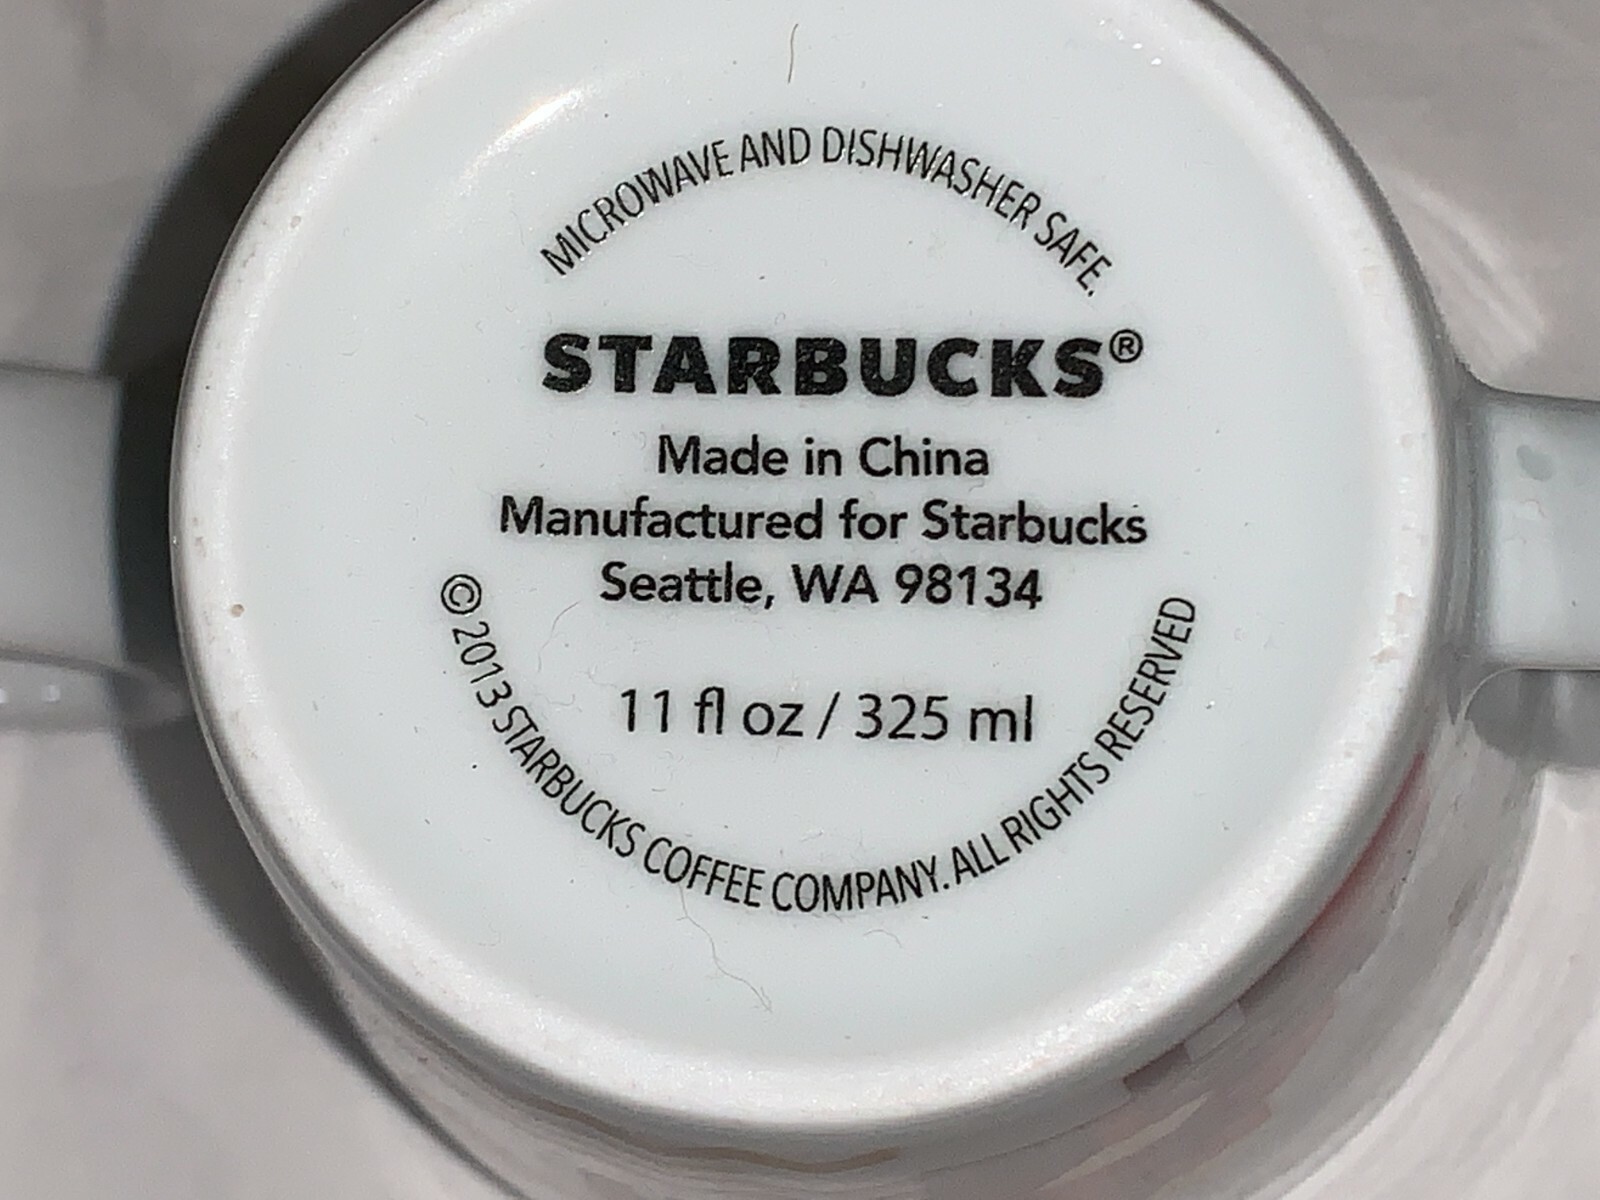 MICROWAVE AND DISHWASHER SAFE.
STARBUCKS®
Made in China
Manufactured for Starbucks
Seattle, WA 98134
11 fl oz / 325 ml
© 2013 STARBUCKS COFFEE COMPANY. ALL RIGHTS RESERVED